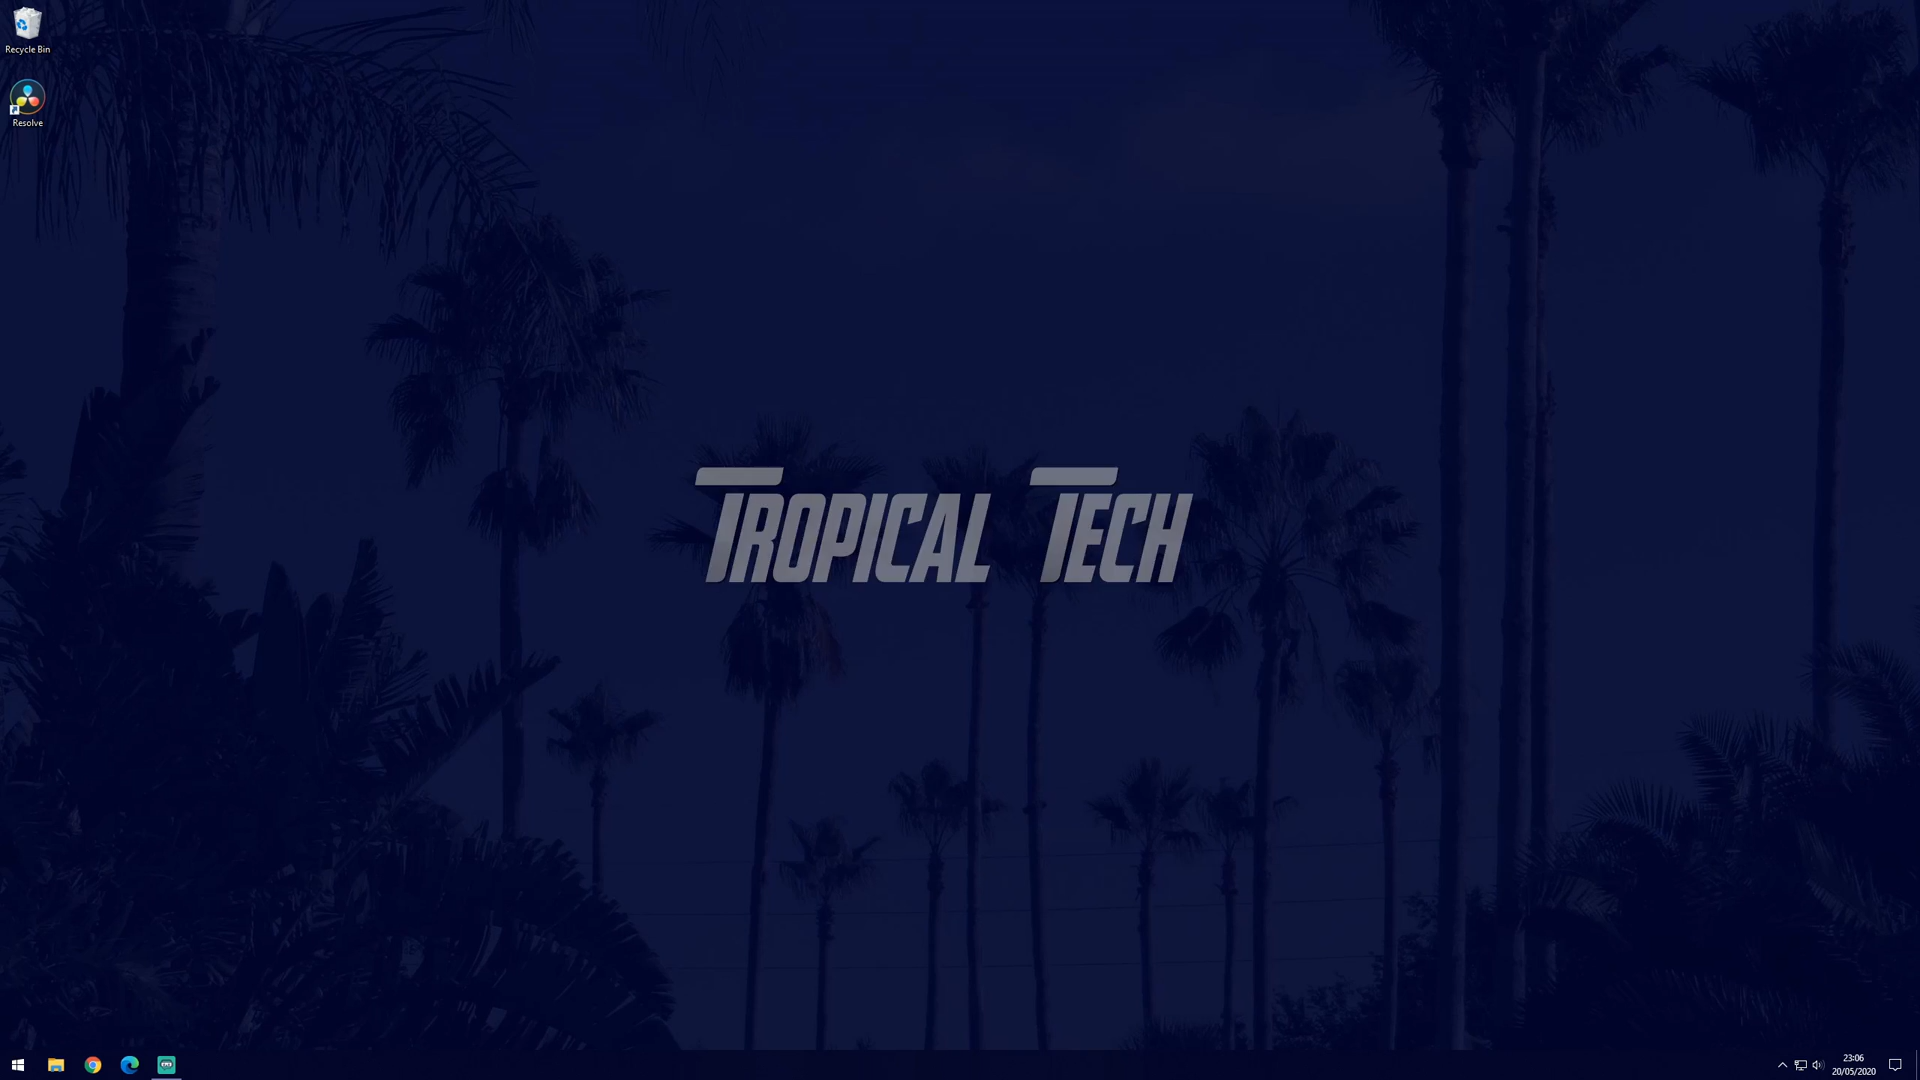 Recycle Bin
Resolve
TROPICAL TECH
23:06
20/05/2020